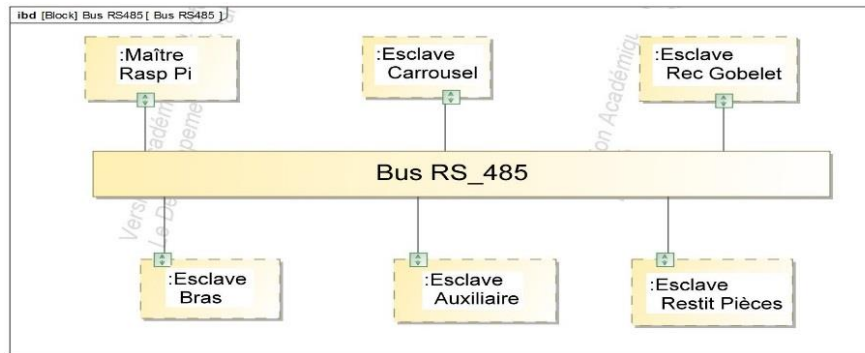 ibd [Block] Bus RS485 [ Bus RS485 ]
:Maître
Rasp Pi
:Esclave
Carrousel
:Esclave
Rec Gobelet
Bus RS_485
:Esclave
Bras
:Esclave
Auxiliaire
:Esclave
Restit Pièces